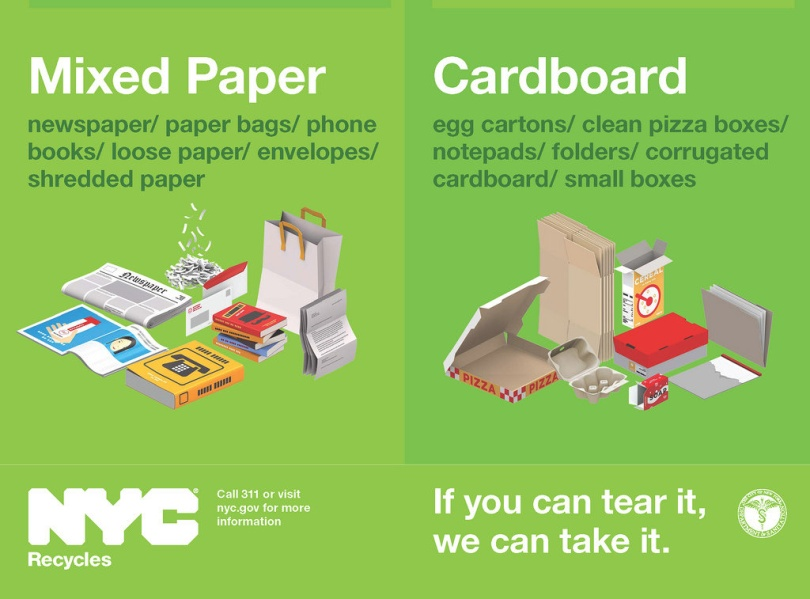 Mixed Paper
newspaper/ paper bags/ phone
books/ loose paper/ envelopes/
shredded paper
Newspaper
Cardboard
egg cartons/ clean pizza boxes/
notepads/ folders/ corrugated
cardboard/ small boxes
CEREAL
PIZZA
PIZZA
SOAP
NYC®
Recycles
Call 311 or visit
nyc.gov for more
information
If you can tear it,
we can take it.